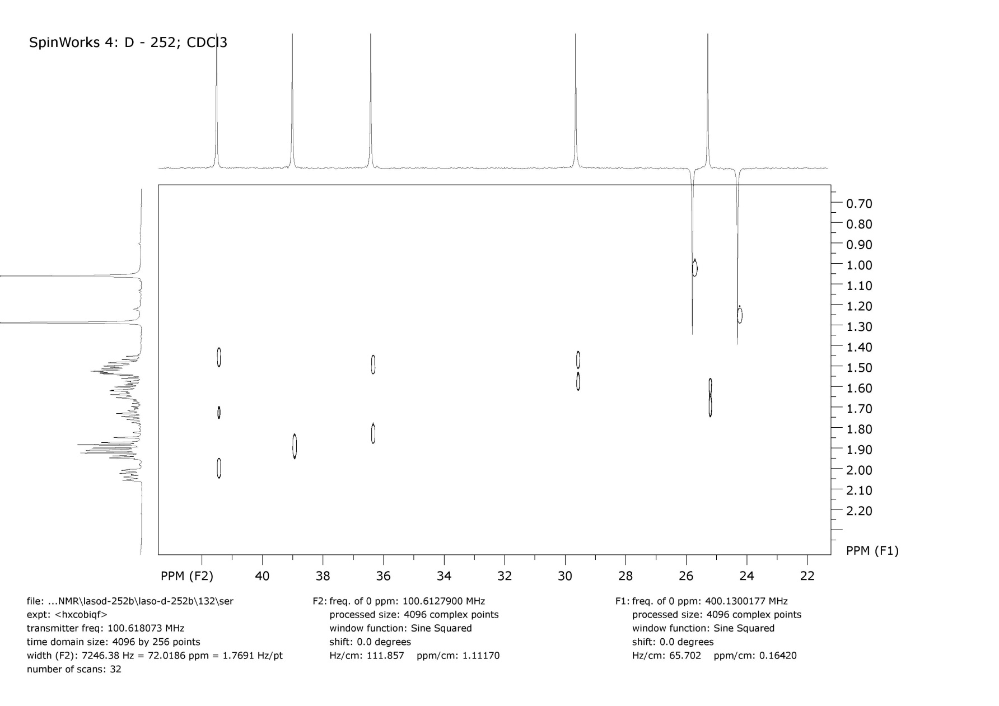 SpinWorks 4: D - 252; CDCl3
0.70
0.80
0.90
1.00
1.10
1.20
1.30
1.40
1.50
1.60
1.70
1.80
1.90
2.00
2.10
2.20
PPM (F1)
PPM (F2) 40 38 36 34 32 30 28 26 24 22
file: ...NMR\lasod-252b\laso-d-252b\132\ser
expt: <hxcobiqf>
transmitter freq: 100.618073 MHz
time domain size: 4096 by 256 points
width (F2): 7246.38 Hz = 72.0186 ppm = 1.7691 Hz/pt
number of scans: 32
F2: freq. of 0 ppm: 100.6127900 MHz
processed size: 4096 complex points
window function: Sine Squared
shift: 0.0 degrees
Hz/cm: 111.857 ppm/cm: 1.11170
F1: freq. of 0 ppm: 400.1300177 MHz
processed size: 4096 complex points
window function: Sine Squared
shift: 0.0 degrees
Hz/cm: 65.702 ppm/cm: 0.16420